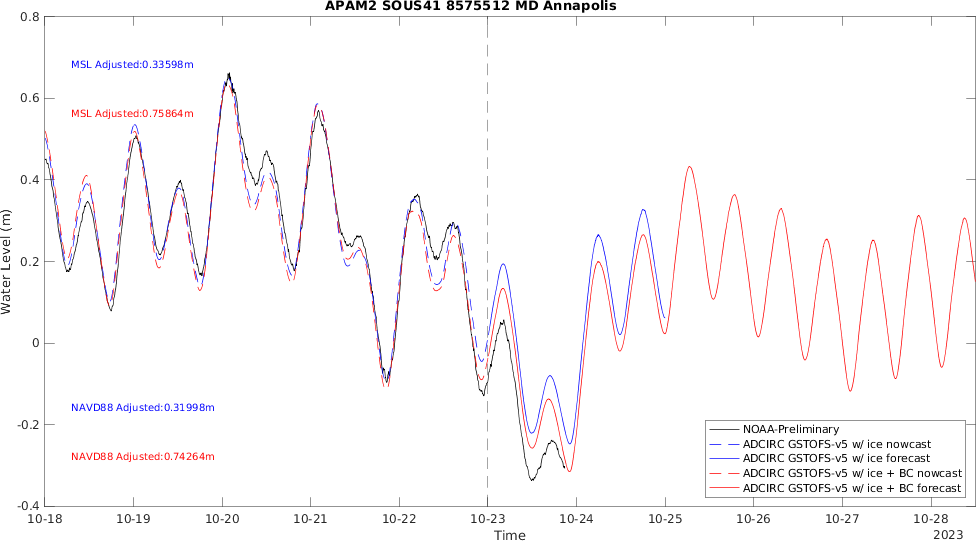 APAM2 SOUS41 8575512 MD Annapolis
0.8
0.6
0.4
0.2
0
-0.2
-0.4
Water Level (m)
MSL Adjusted:0.33598m
MSL Adjusted:0.75864m
NAVD88 Adjusted:0.31998m
NAVD88 Adjusted:0.74264m
NOAA-Preliminary
ADCIRC GSTOFS-v5 w/ ice nowcast
ADCIRC GSTOFS-v5 w/ ice forecast
ADCIRC GSTOFS-v5 w/ice + BC nowcast
ADCIRC GSTOFS-v5 w/ice + BC forecast
10-18 10-19 10-20 10-21 10-22 10-23 10-24 10-25 10-26 10-27 10-28
Time
2023